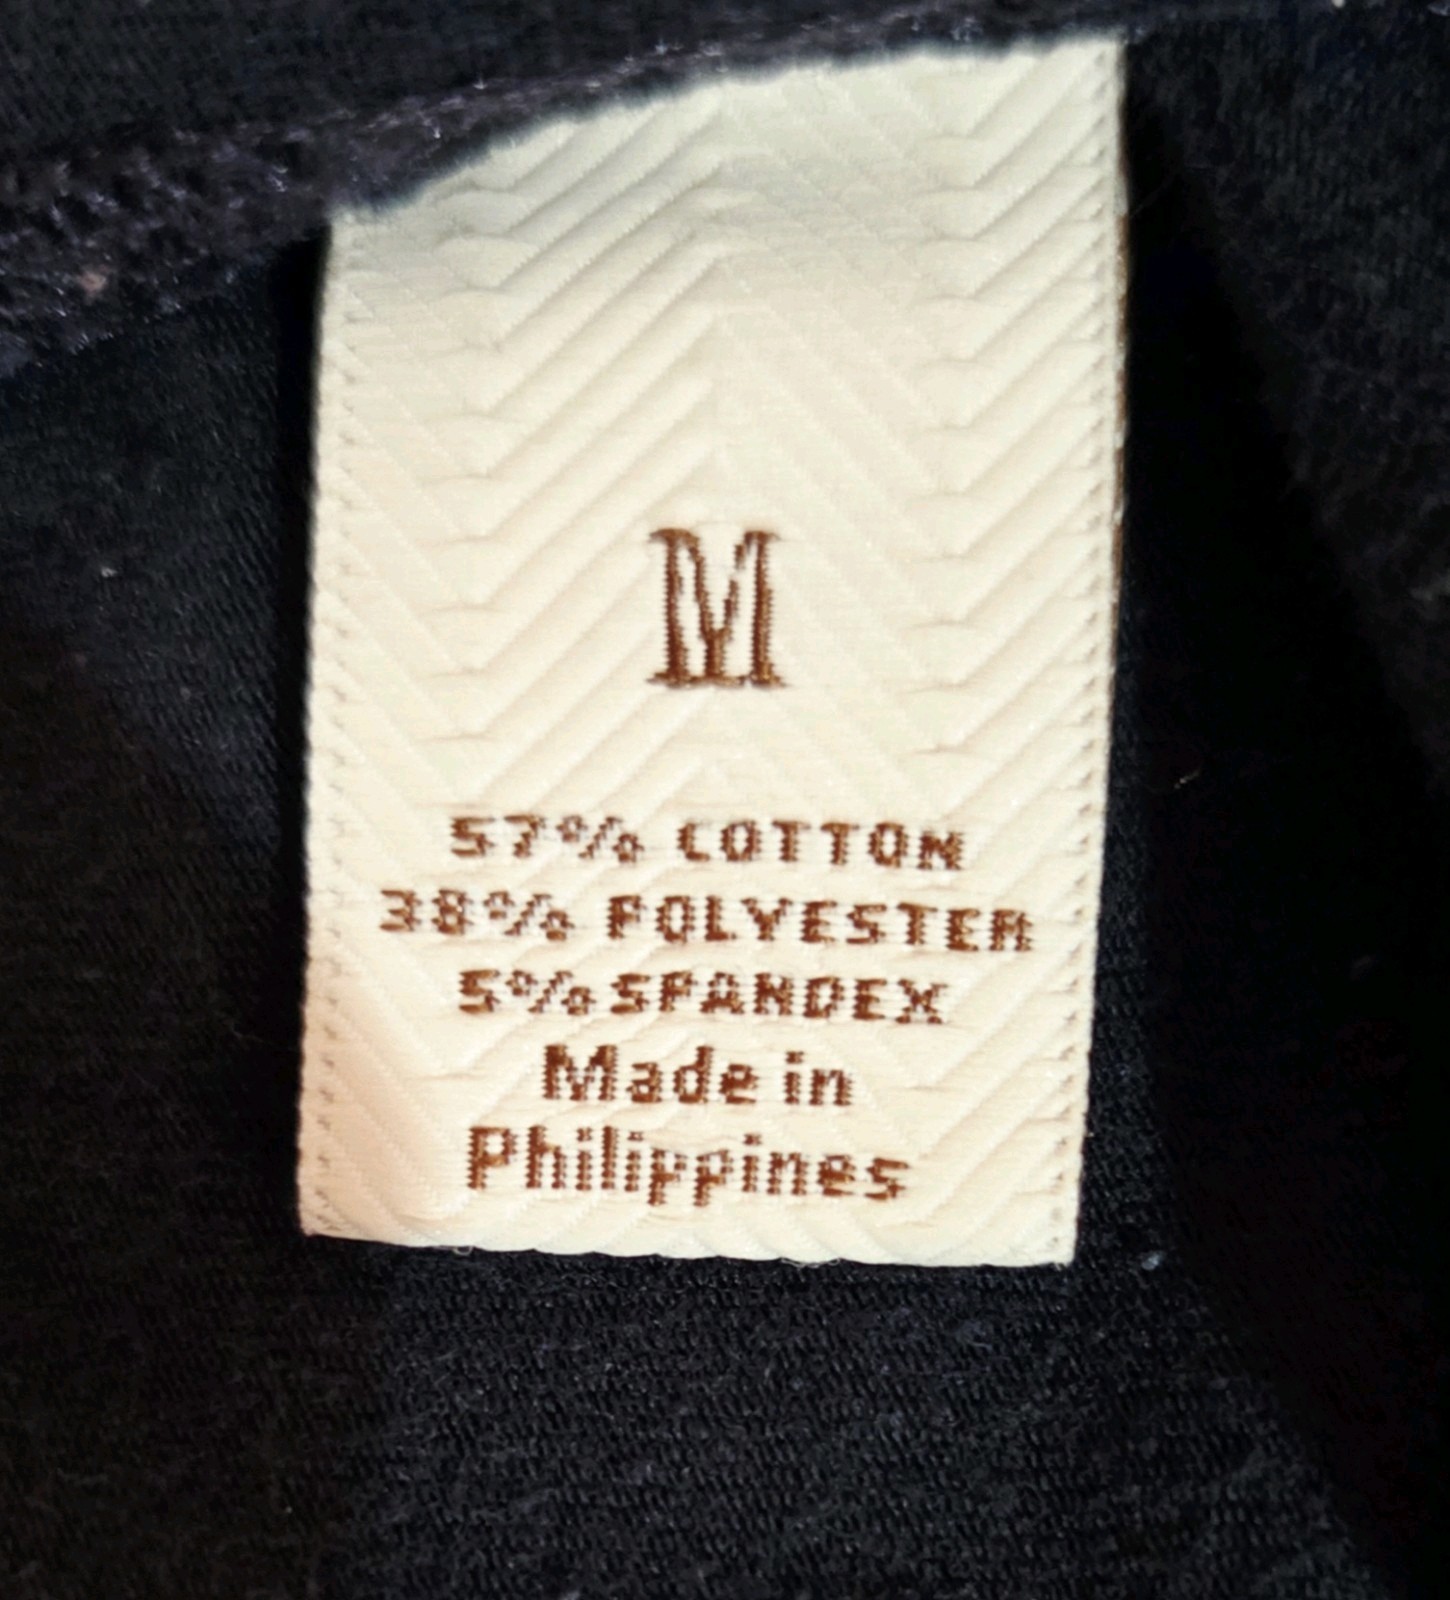 M
57% COTTON
38% POLYESTER
5% SPANDEX
Made in
Philippines